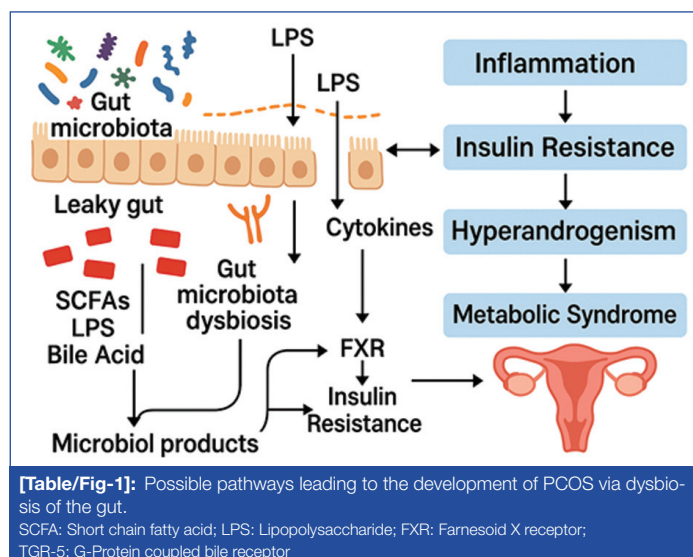 Gut
microbiota
LPS
LPS
Leaky gut
SCFAs
LPS
Bile Acid
Gut
microbiota
dysbiosis
Cytokines
FXR
Insulin
Resistance
Microbiol products
Inflammation
Insulin Resistance
Hyperandrogenism
Metabolic Syndrome
[Table/Fig-1]: Possible pathways leading to the development of PCOS via dysbio-
sis of the gut.
SCFA: Short chain fatty acid; LPS: Lipopolysaccharide; FXR: Farnesoid X receptor;
TGR-5: G-Protein coupled bile receptor